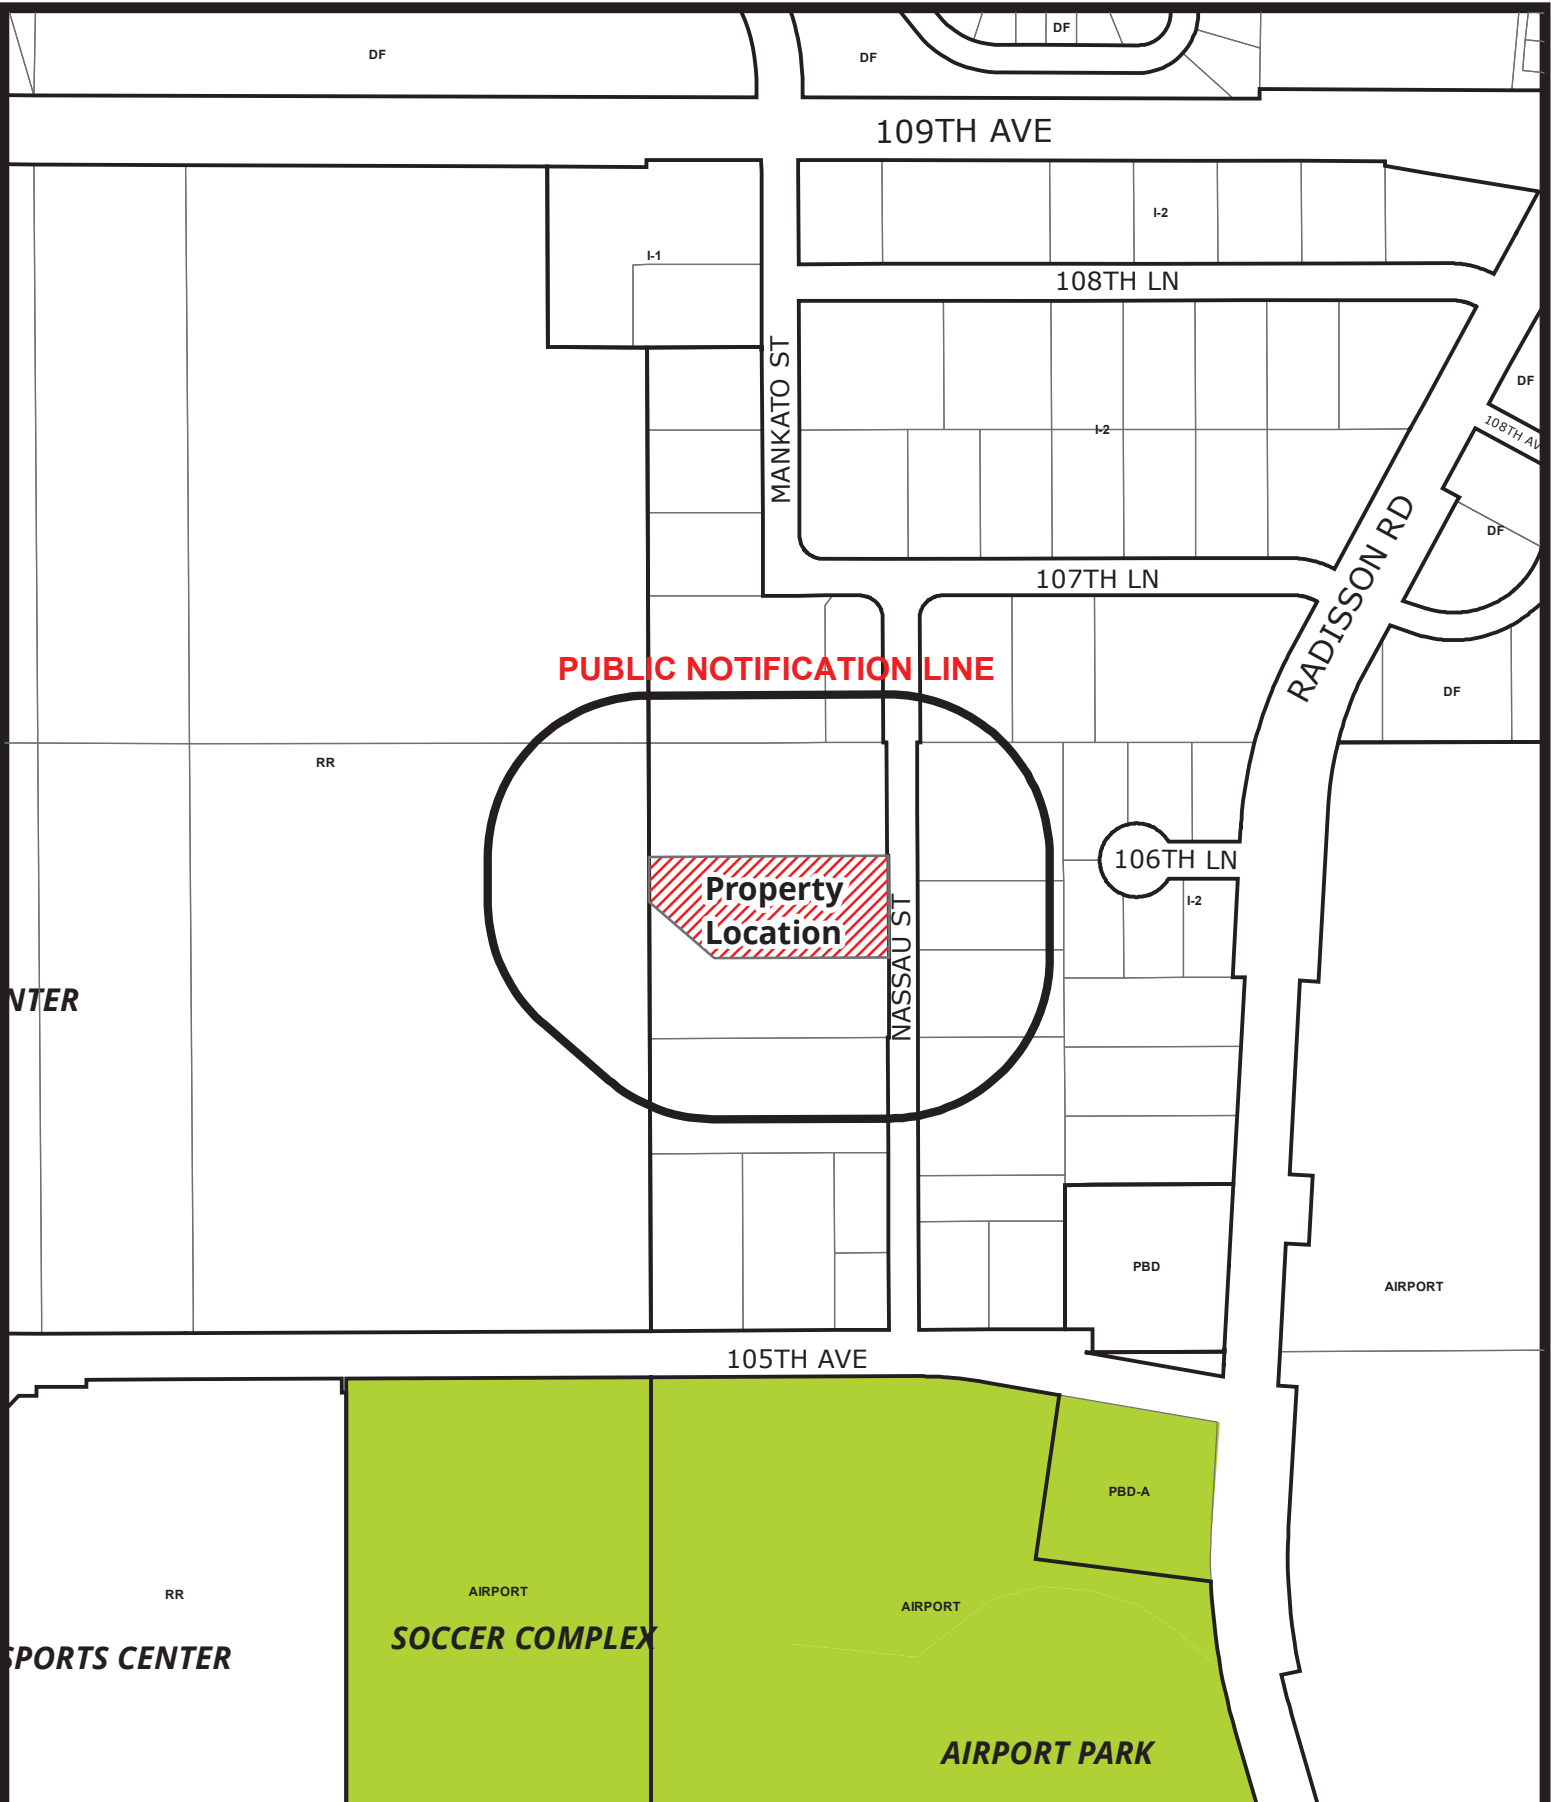 DF
DF
DF
109TH AVE
I-2
I-1
108TH LN
MANKATO ST
DF
108TH AV
I-2
RADISSON RD
DF
107TH LN
PUBLIC NOTIFICATION LINE
DF
RR
106TH LN
Property
Location
I-2
NASSAU ST
NTER
PBD
AIRPORT
105TH AVE
PBD-A
RR
AIRPORT
AIRPORT
SOCCER COMPLEX
SPORTS CENTER
AIRPORT PARK